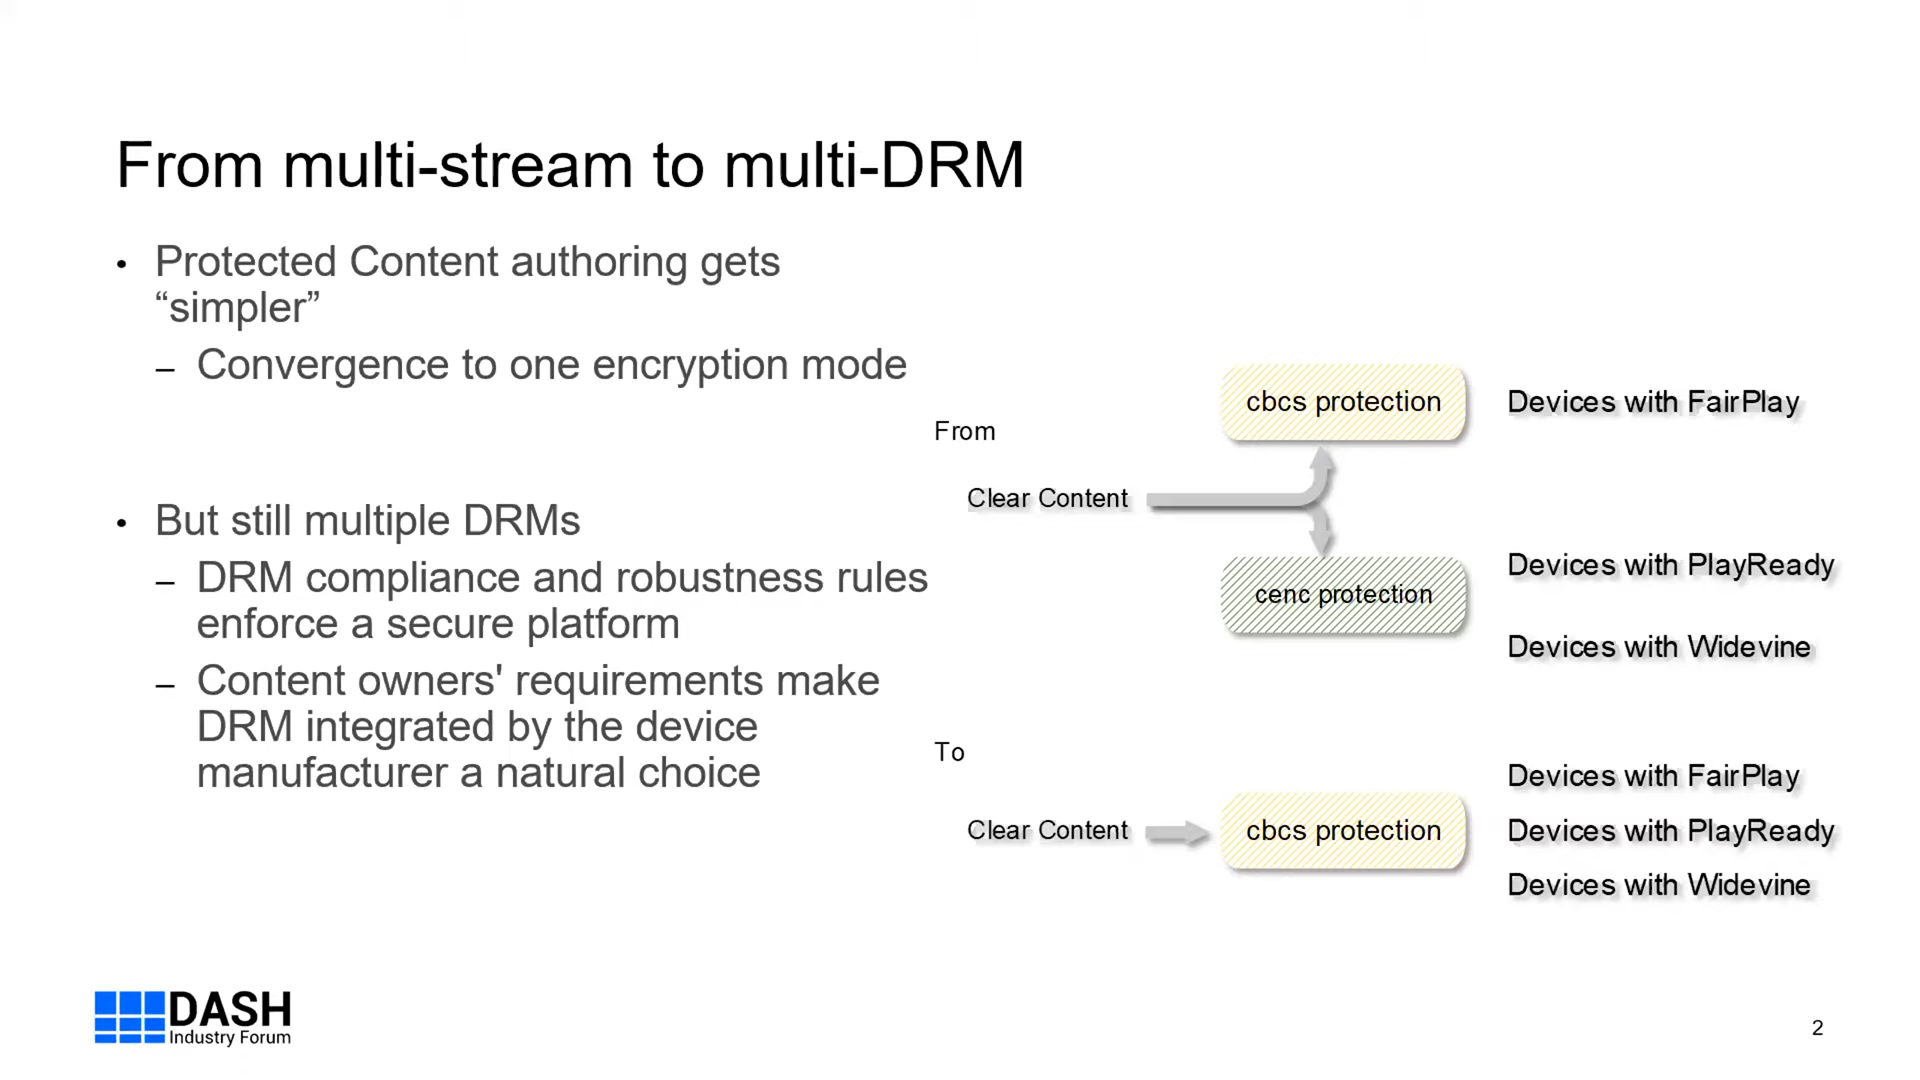 From multi-stream to multi-DRM
• Protected Content authoring gets
“simpler”
– Convergence to one encryption mode
• But still multiple DRMs
– DRM compliance and robustness rules
enforce a secure platform
– Content owners' requirements make
DRM integrated by the device
manufacturer a natural choice
From
Clear Content
cbcs protection
Devices with FairPlay
cenc protection
Devices with PlayReady
Devices with Widevine
To
Clear Content
cbcs protection
Devices with FairPlay
Devices with PlayReady
Devices with Widevine
DASH
Industry Forum
2